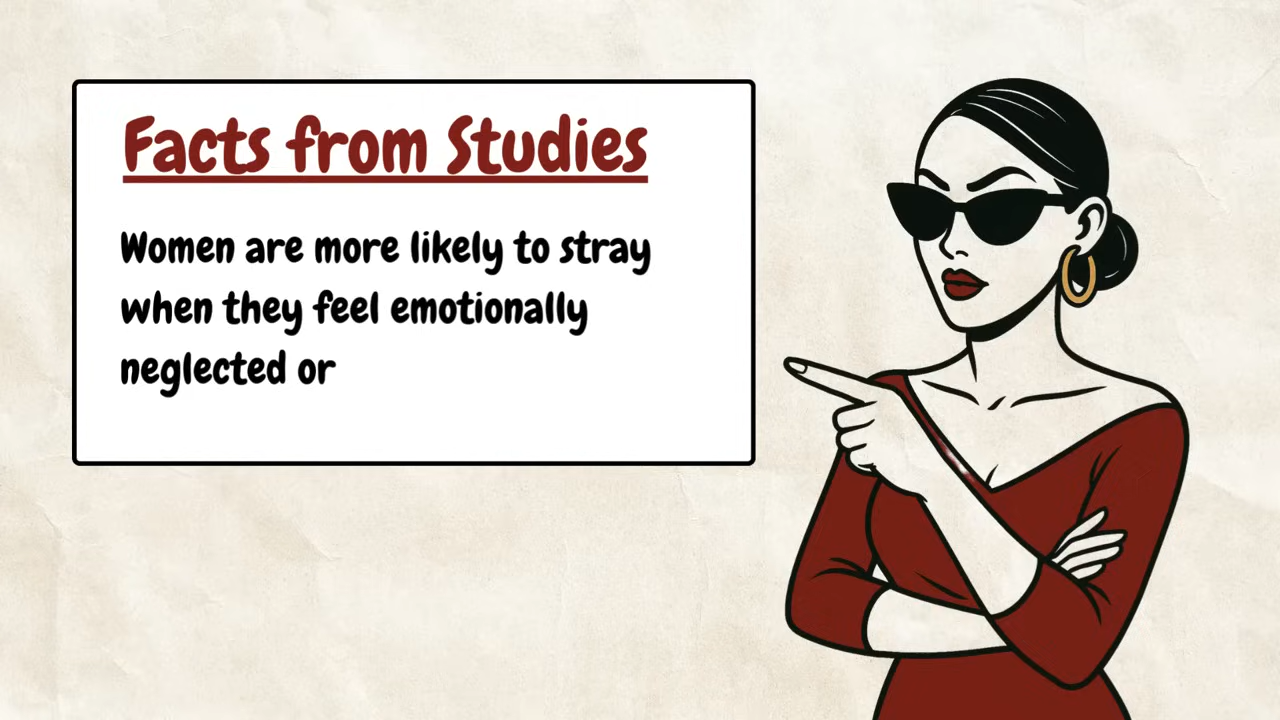 Facts from Studies
Women are more likely to stray
when they feel emotionally
neglected or